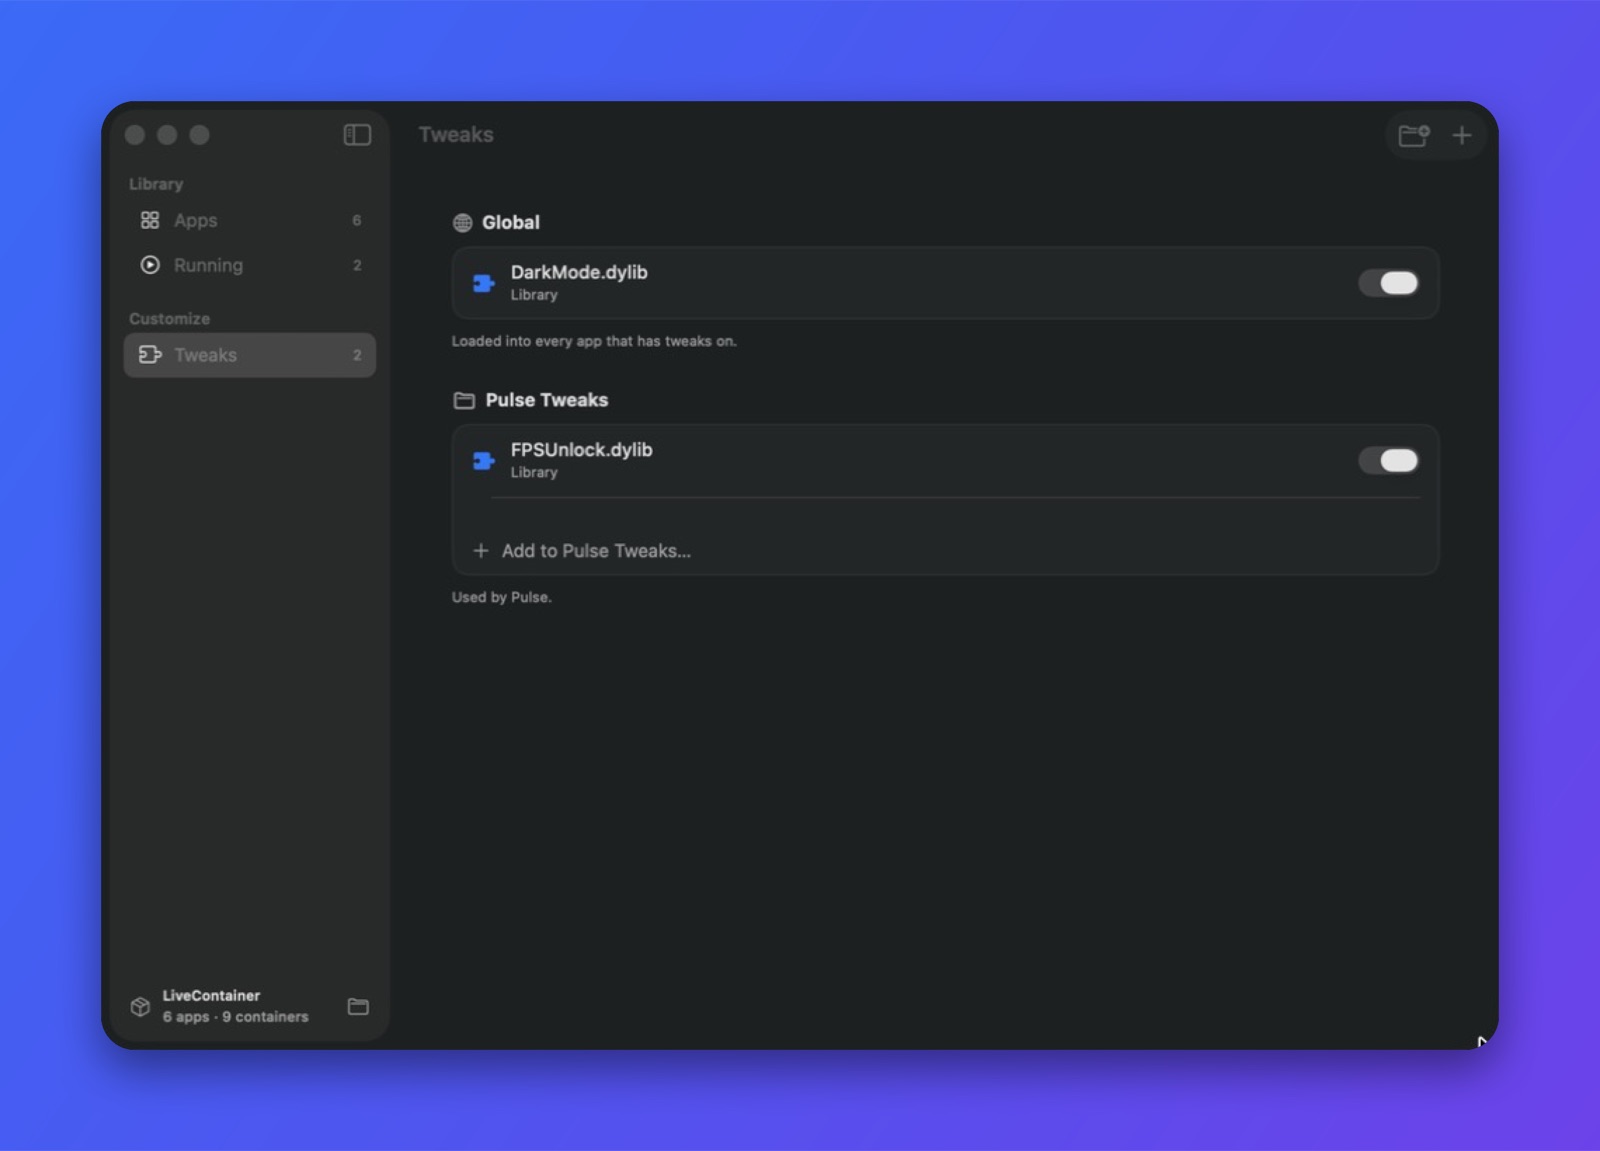 Tweaks
Library
Apps 6
Running 2
Customize
Tweaks 2
Global
DarkMode.dylib
Library
Loaded into every app that has tweaks on.
Pulse Tweaks
FPSUnlock.dylib
Library
Add to Pulse Tweaks...
Used by Pulse.
LiveContainer
6 apps · 9 containers